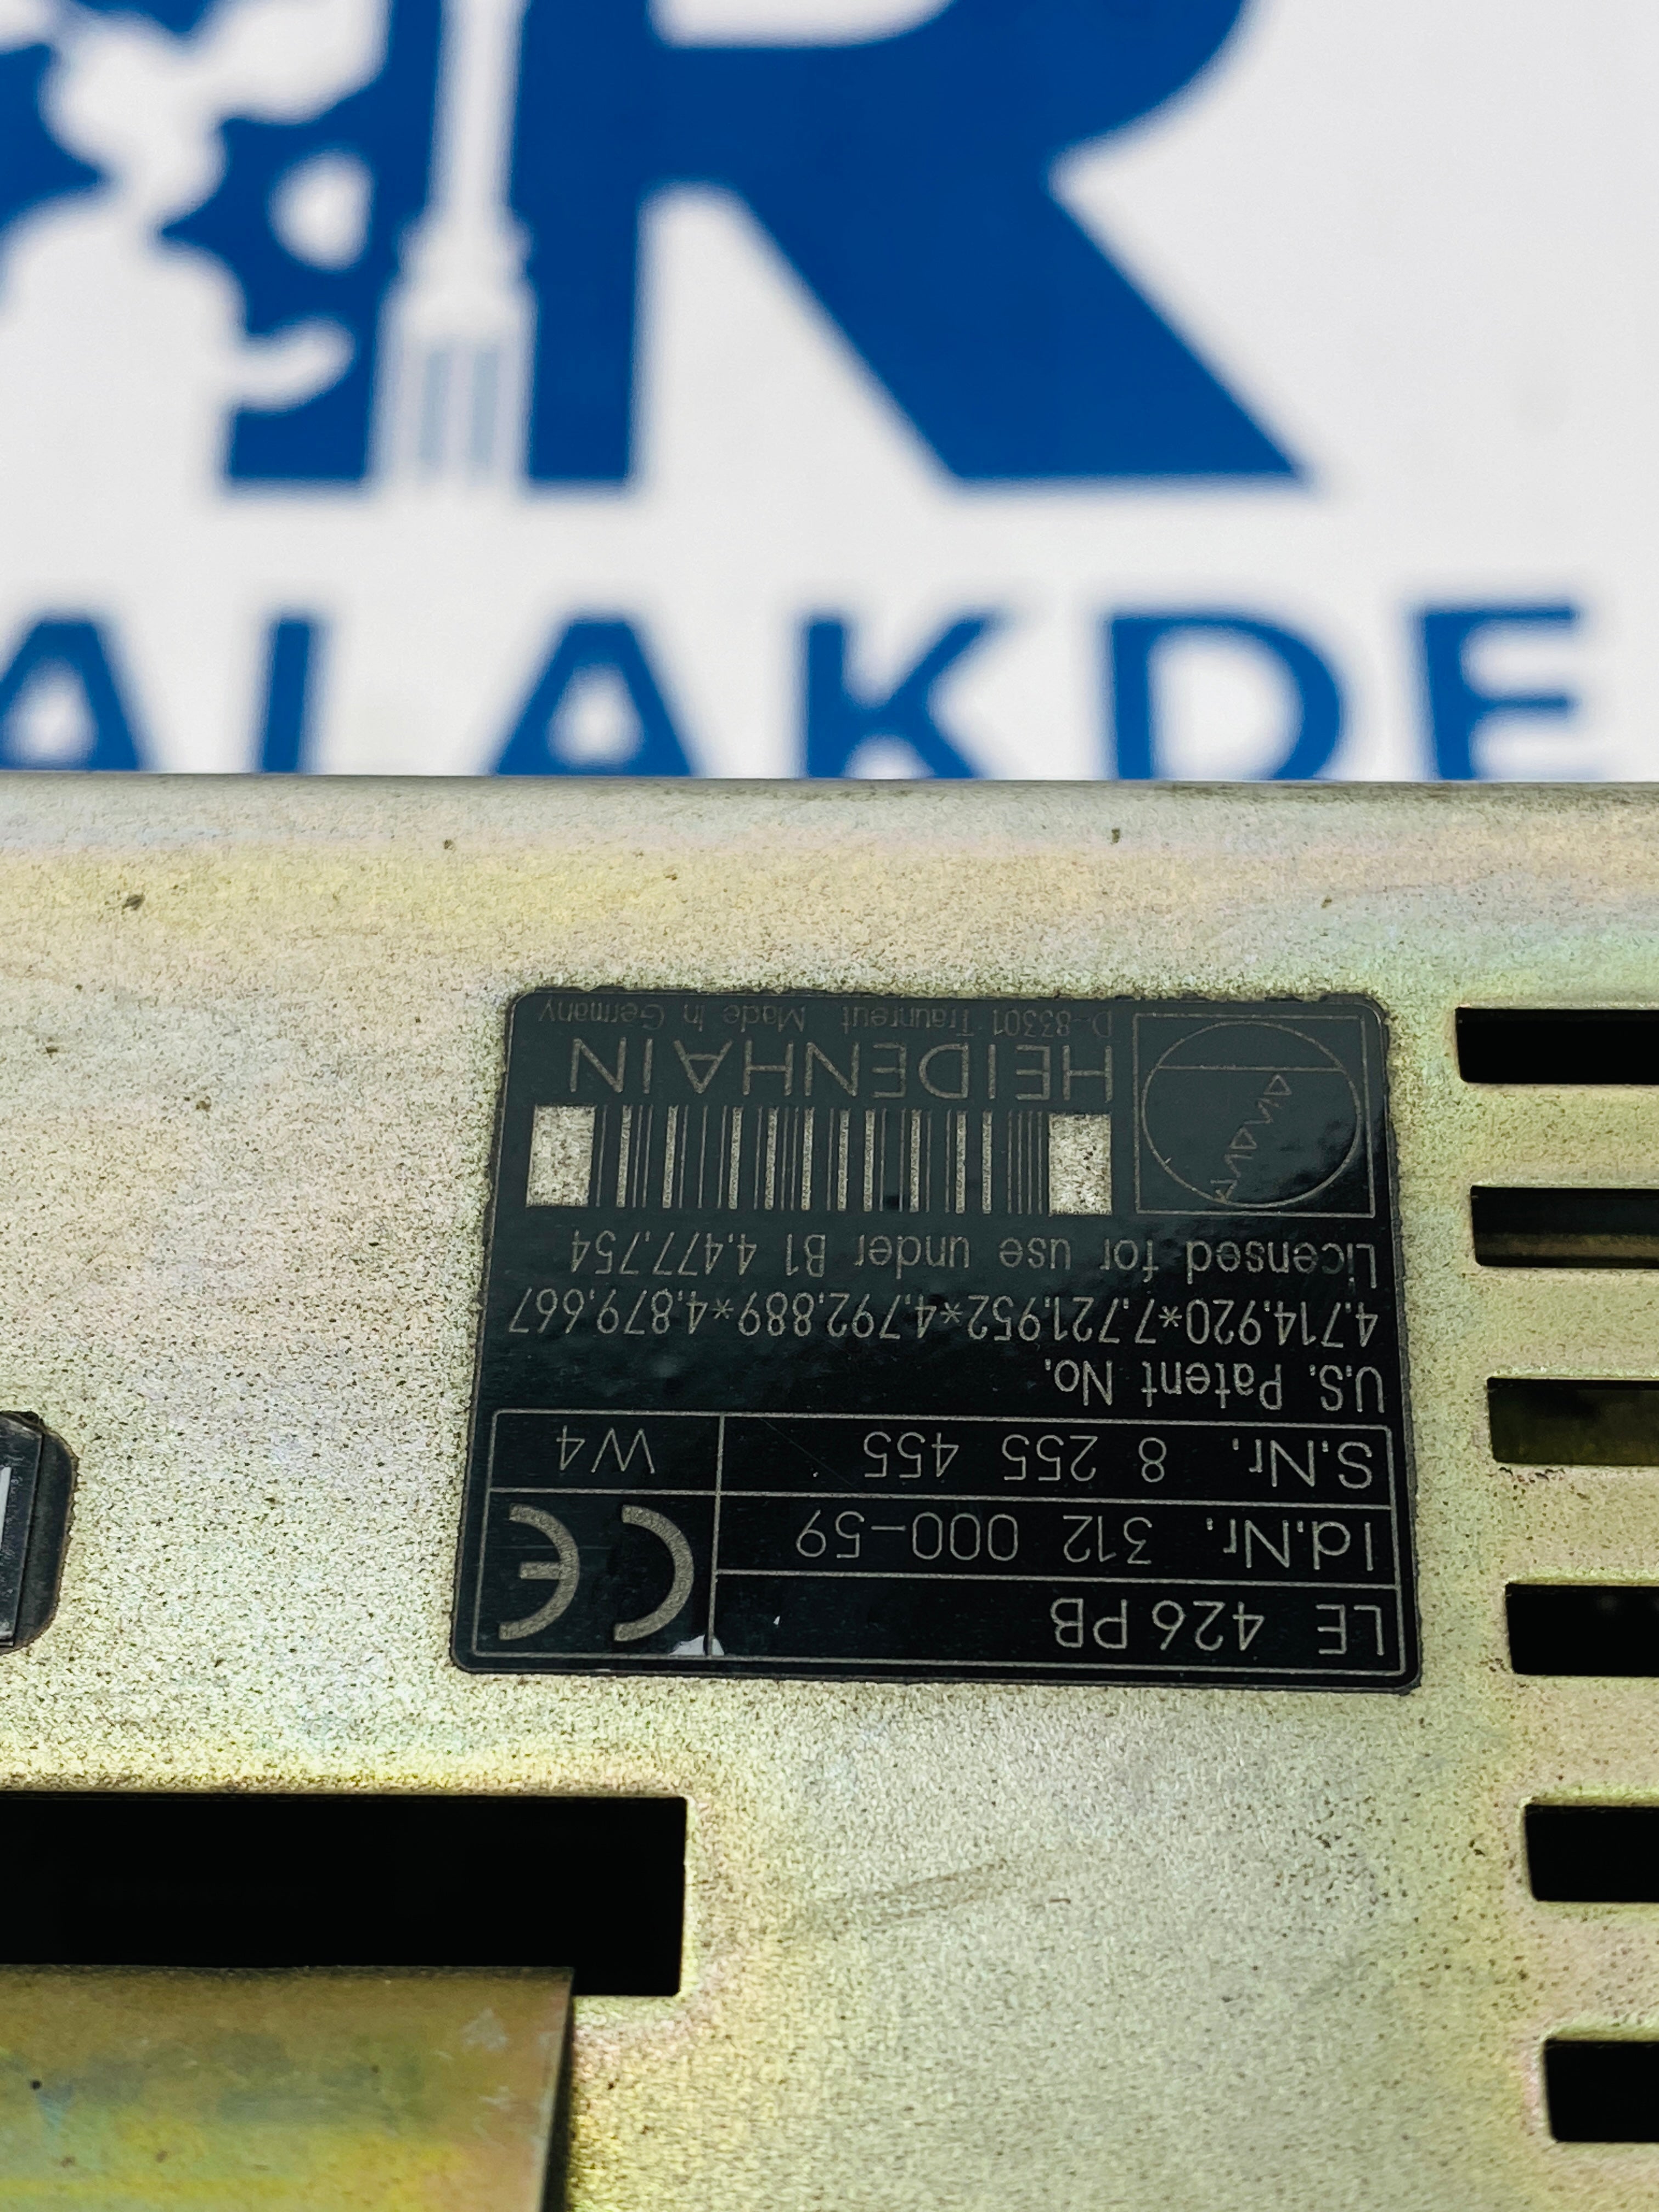 R
ALAKDE
LE 426 PB
Id.Nr. 312 000-59
CE
S.Nr. 8 255 455
W4
U.S. Patent No.
4.714.920*7.721.952*4.792.889*4.879.667
Licensed for use under B1 4.477.754
HEIDENHAIN
D-83301 Traunreut Made in Germany